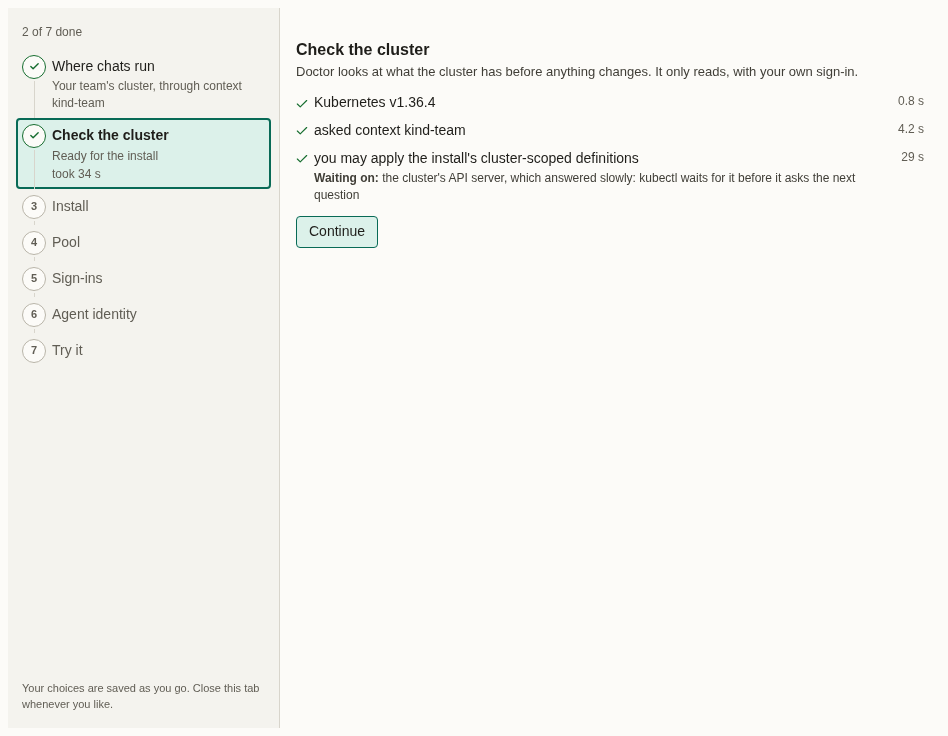 2 of 7 done
Where chats run
Your team's cluster, through context
kind-team
Check the cluster
Ready for the install
took 34 s
3 Install
4 Pool
5 Sign-ins
6 Agent identity
7 Try it
Your choices are saved as you go. Close this tab
whenever you like.
Check the cluster
Doctor looks at what the cluster has before anything changes. It only reads, with your own sign-in.
Kubernetes v1.36.4 0.8 s
asked context kind-team 4.2 s
you may apply the install's cluster-scoped definitions 29 s
Waiting on: the cluster's API server, which answered slowly: kubectl waits for it before it asks the next
question
Continue